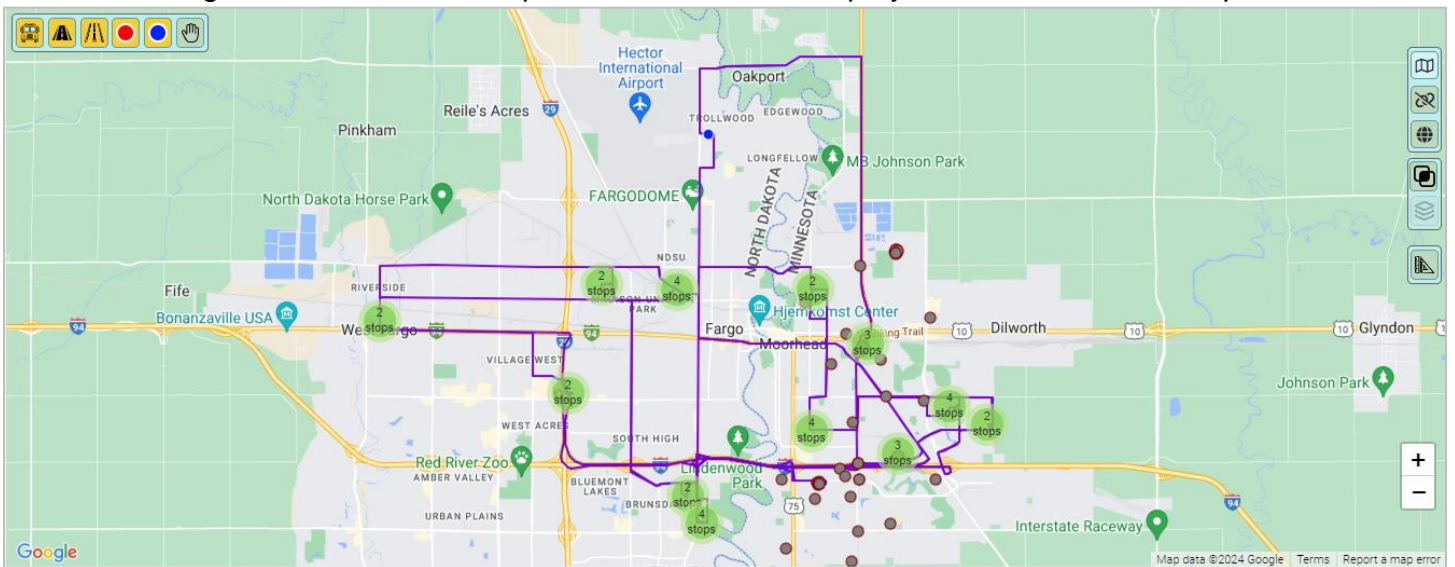 Hector
International
Airport
Oakport
Reile's Acres
29
TROLLWOOD
EDGEWOOD
Pinkham
LONGFELLOW
MB Johnson Park
North Dakota Horse Park
FARGODOME
NORTH DAKOTA
MINNESOTA
NDSU
RIVERSIDE
2
stops
4
stops
2
stops
PARK
Fife
Bonanzaville USA
2
stops
Hjemkomst Center
94
94
Fargo
Moorhead
3
stops
10
Dilworth
10
10
Glyndon
VILLAGE WEST
Johnson Park
2
stops
4
stops
2
stops
WEST ACRES
SOUTH HIGH
4
stops
3
stops
Red River Zoo
AMBER VALLEY
Lindenwood
Park
BLUEMONT
LAKES
2
stops
75
94
4
stops
URBAN PLAINS
Interstate Raceway
+
−
Google
Map data ©2024 Google
Terms
Report a map error